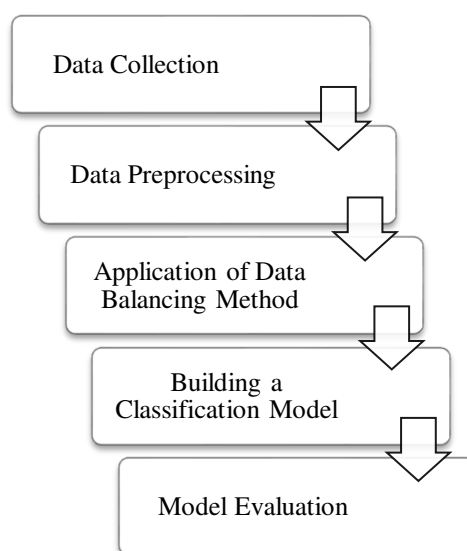 Data Collection
Data Preprocessing
Application of Data
Balancing Method
Building a
Classification Model
Model Evaluation